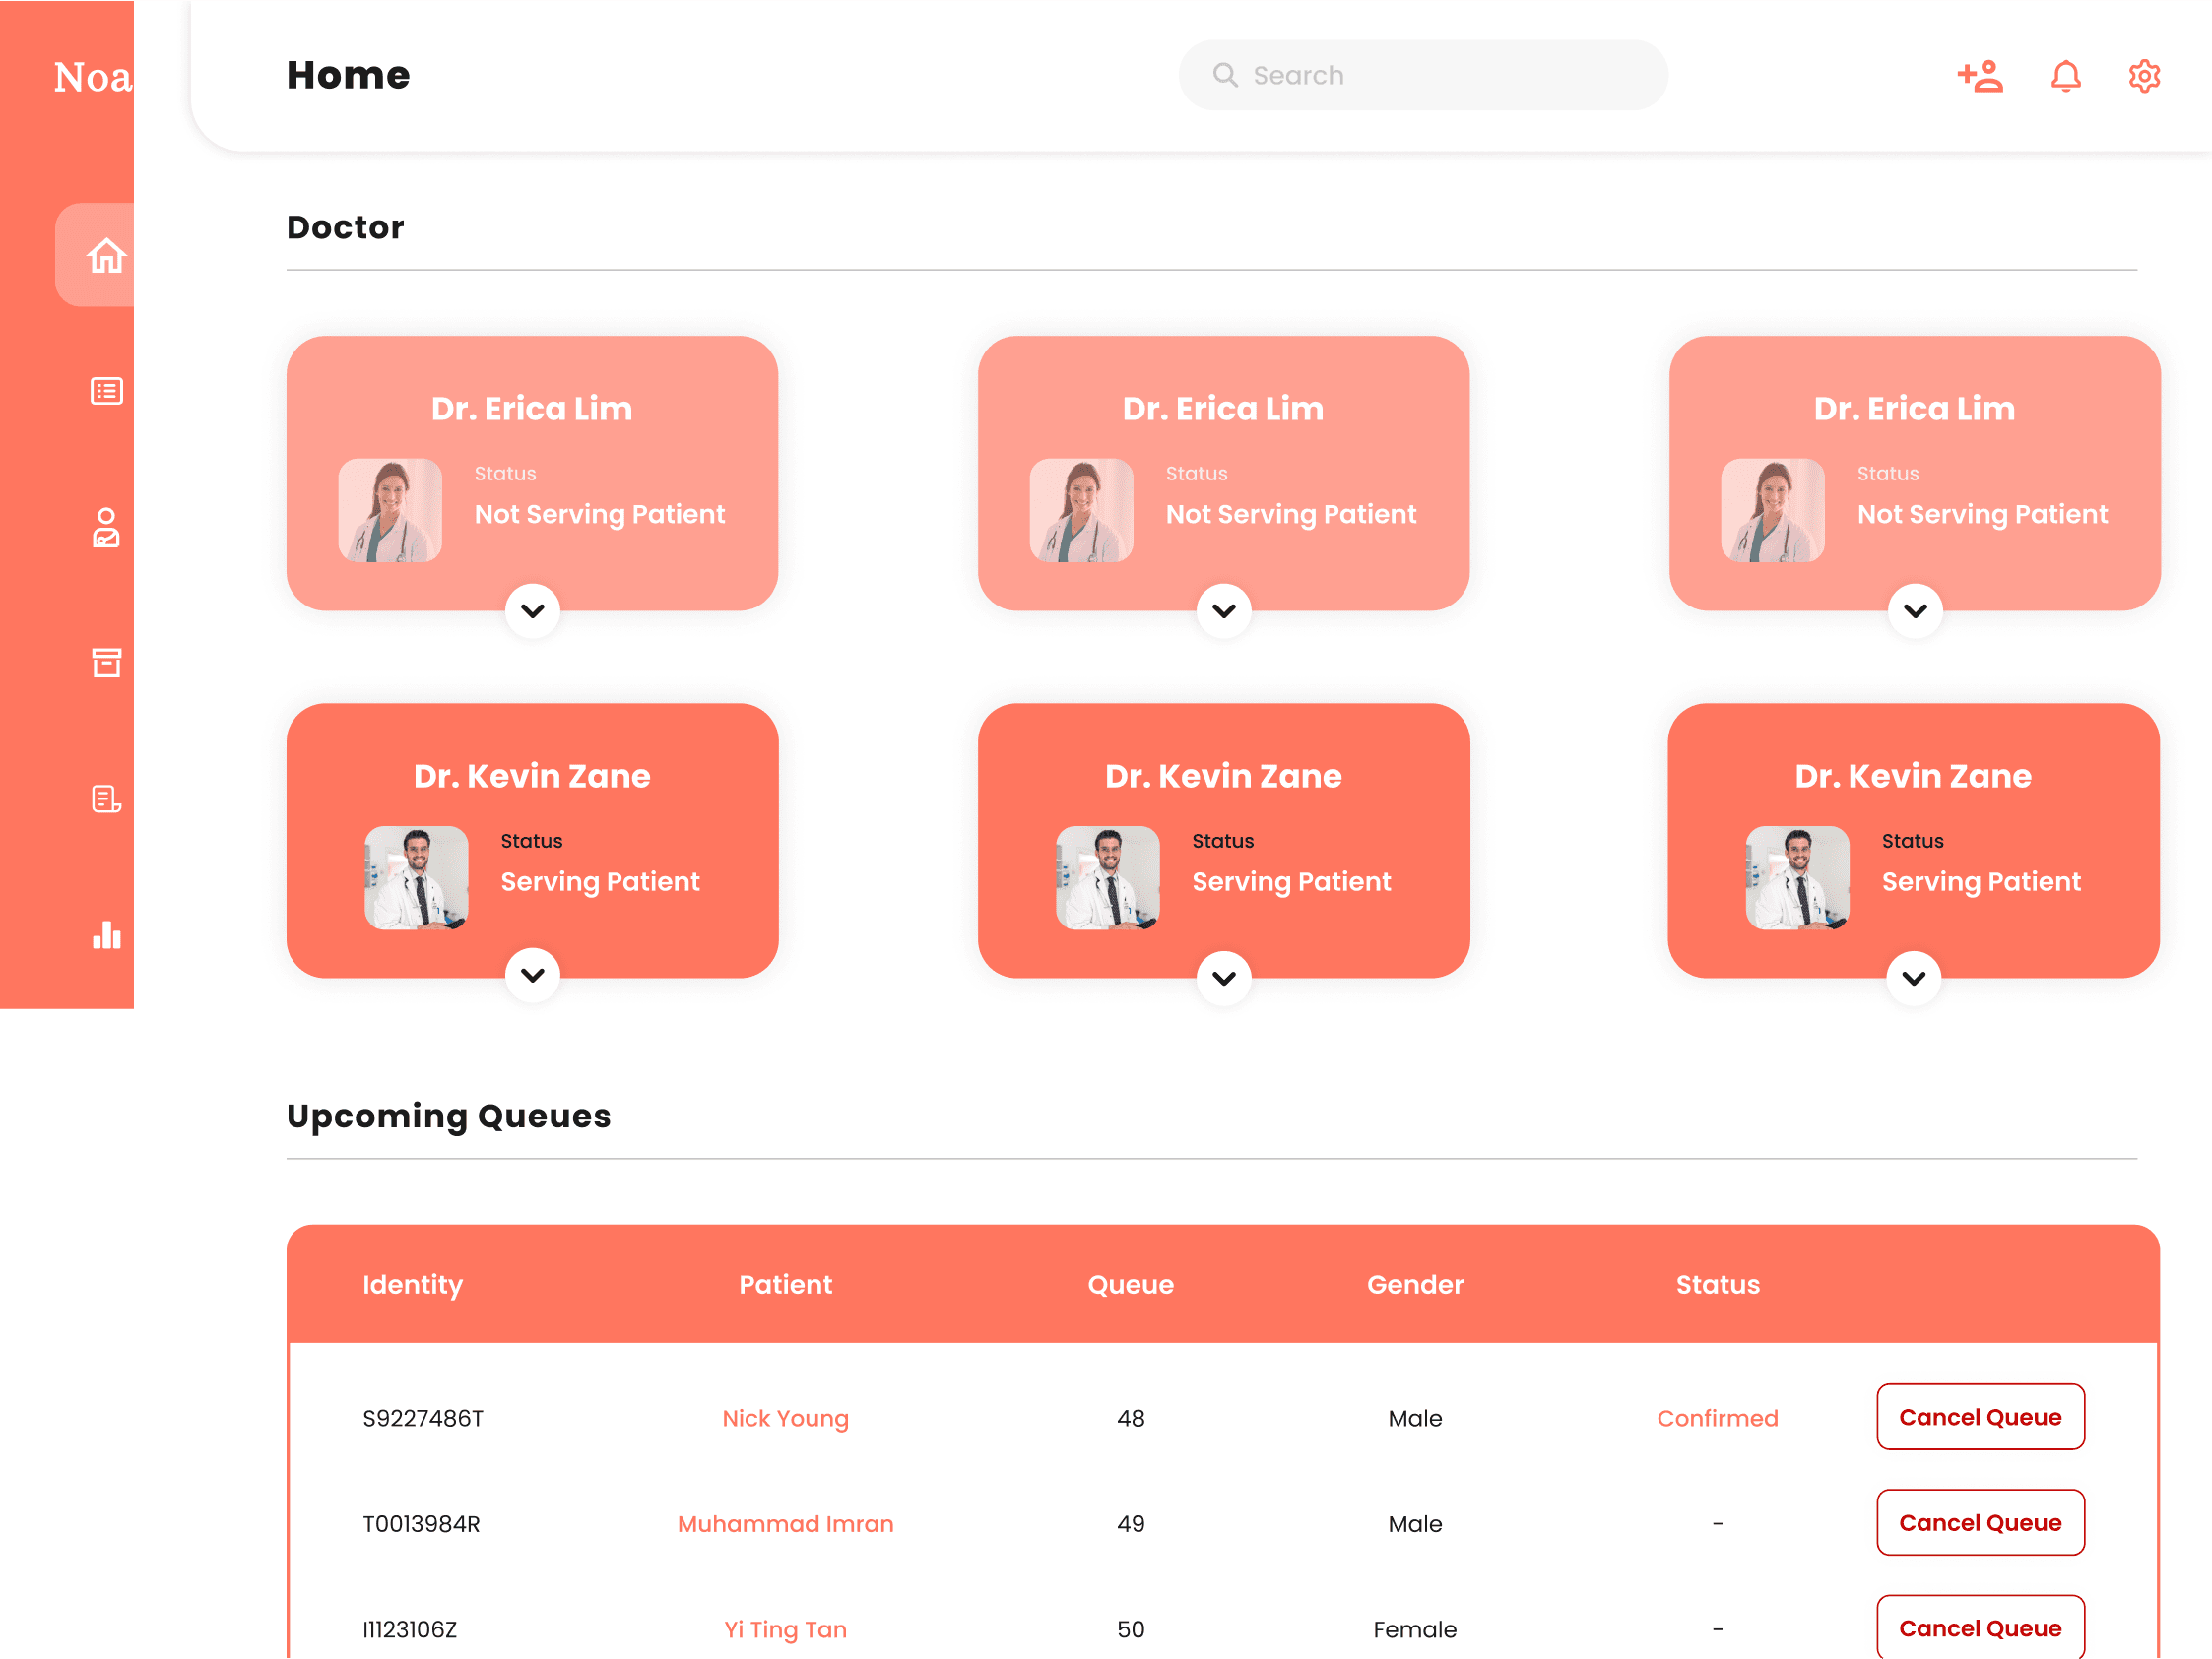 Noa
Home
Search
Doctor
Dr. Erica Lim
Status
Not Serving Patient
Dr. Erica Lim
Status
Not Serving Patient
Dr. Erica Lim
Status
Not Serving Patient
Dr. Kevin Zane
Status
Serving Patient
Dr. Kevin Zane
Status
Serving Patient
Dr. Kevin Zane
Status
Serving Patient
Upcoming Queues
Identity Patient Queue Gender Status
S9227486T Nick Young 48 Male Confirmed Cancel Queue
T0013984R Muhammad Imran 49 Male - Cancel Queue
I1123106Z Yi Ting Tan 50 Female - Cancel Queue